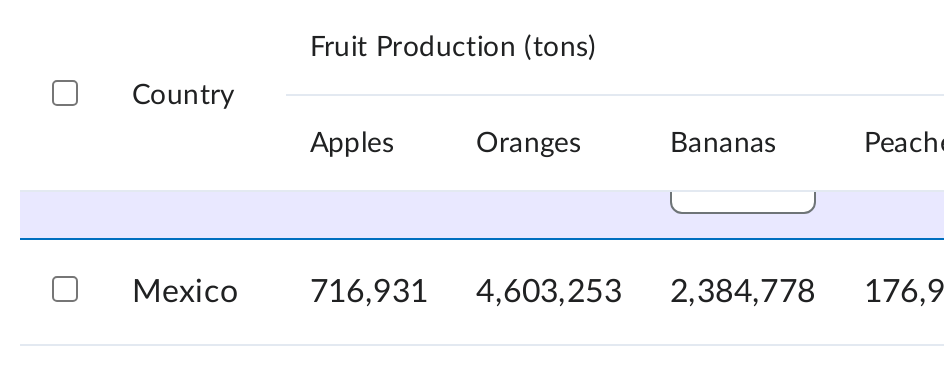 Fruit Production (tons)
Country
Apples Oranges Bananas
Mexico 716,931 4,603,253 2,384,778